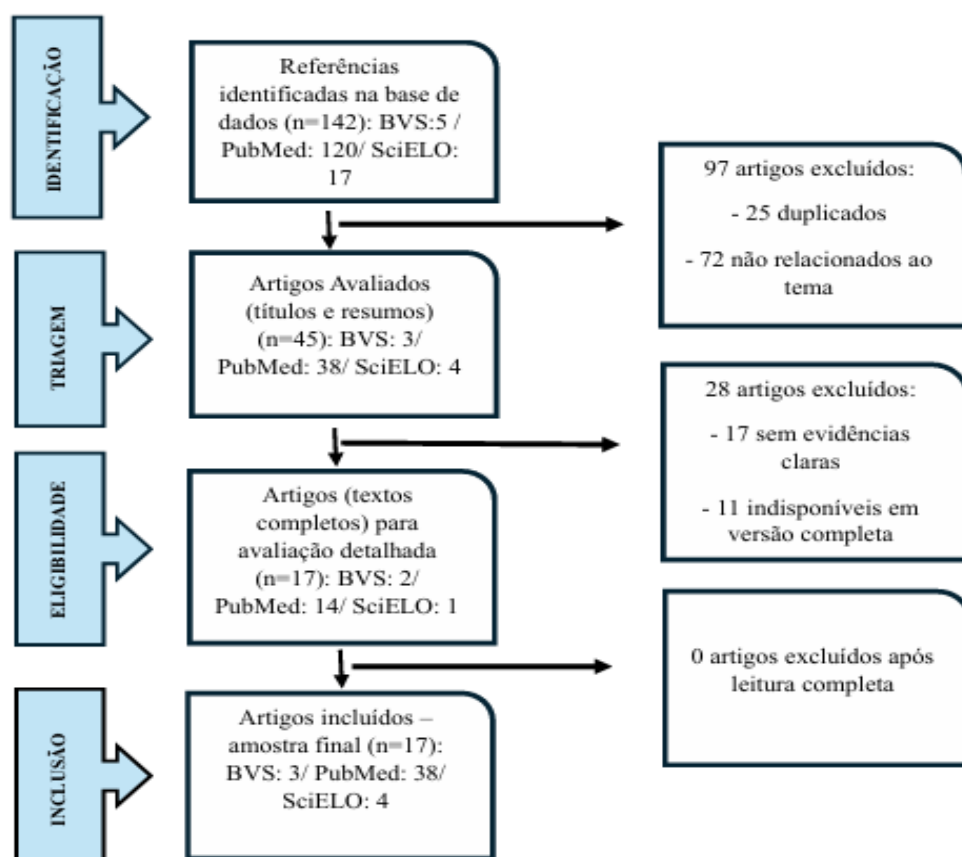 IDENTIFICAÇÃO
Referências
identificadas na base de
dados (n=142): BVS:5 /
PubMed: 120/ SciELO:
17
97 artigos excluídos:
- 25 duplicados
- 72 não relacionados ao
tema
TRIAGEM
Artigos Avaliados
(títulos e resumos)
(n=45): BVS: 3/
PubMed: 38/ SciELO: 4
28 artigos excluídos:
- 17 sem evidências
claras
- 11 indisponíveis em
versão completa
ELIGIBILIDADE
Artigos (textos
completos) para
avaliação detalhada
(n=17): BVS: 2/
PubMed: 14/ SciELO: 1
0 artigos excluídos após
leitura completa
INCLUSÃO
Artigos incluídos –
amostra final (n=17):
BVS: 3/ PubMed: 38/
SciELO: 4